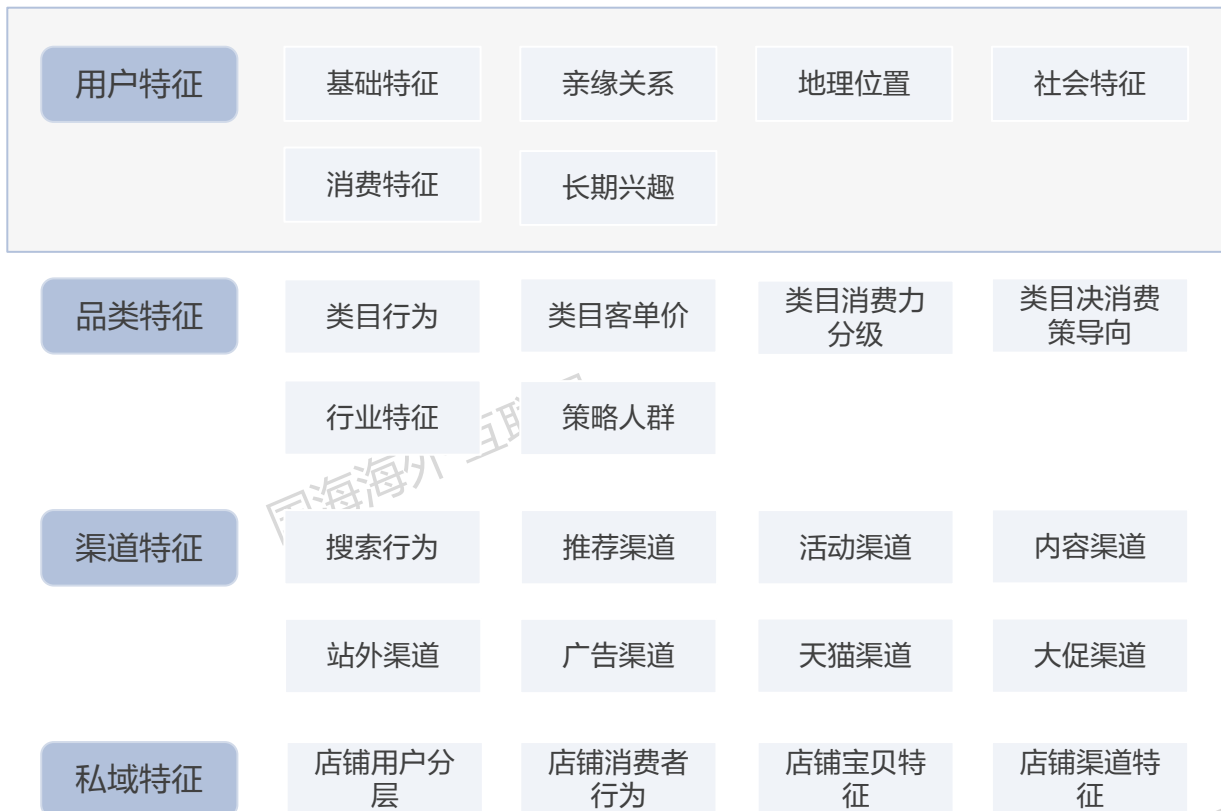 用户特征
基础特征
亲缘关系
地理位置
社会特征
消费特征
长期兴趣
品类特征
类目行为
类目客单价
类目消费力
分级
类目决消费
策导向
行业特征
策略人群
渠道特征
搜索行为
推荐渠道
活动渠道
内容渠道
站外渠道
广告渠道
天猫渠道
大促渠道
私域特征
店铺用户分
层
店铺消费者
行为
店铺宝贝特
征
店铺渠道特
征